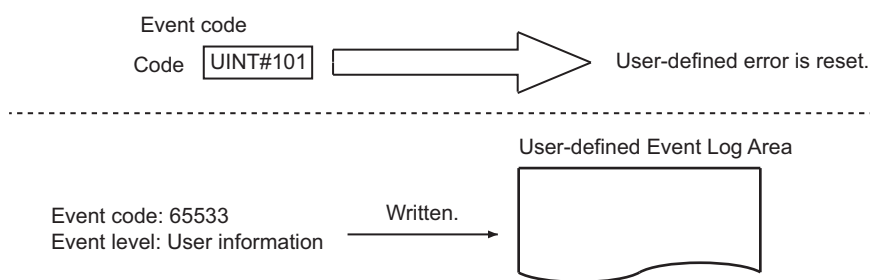 Event code
Code UINT#101 User-defined error is reset.
User-defined Event Log Area
Event code: 65533
Event level: User information
Written.